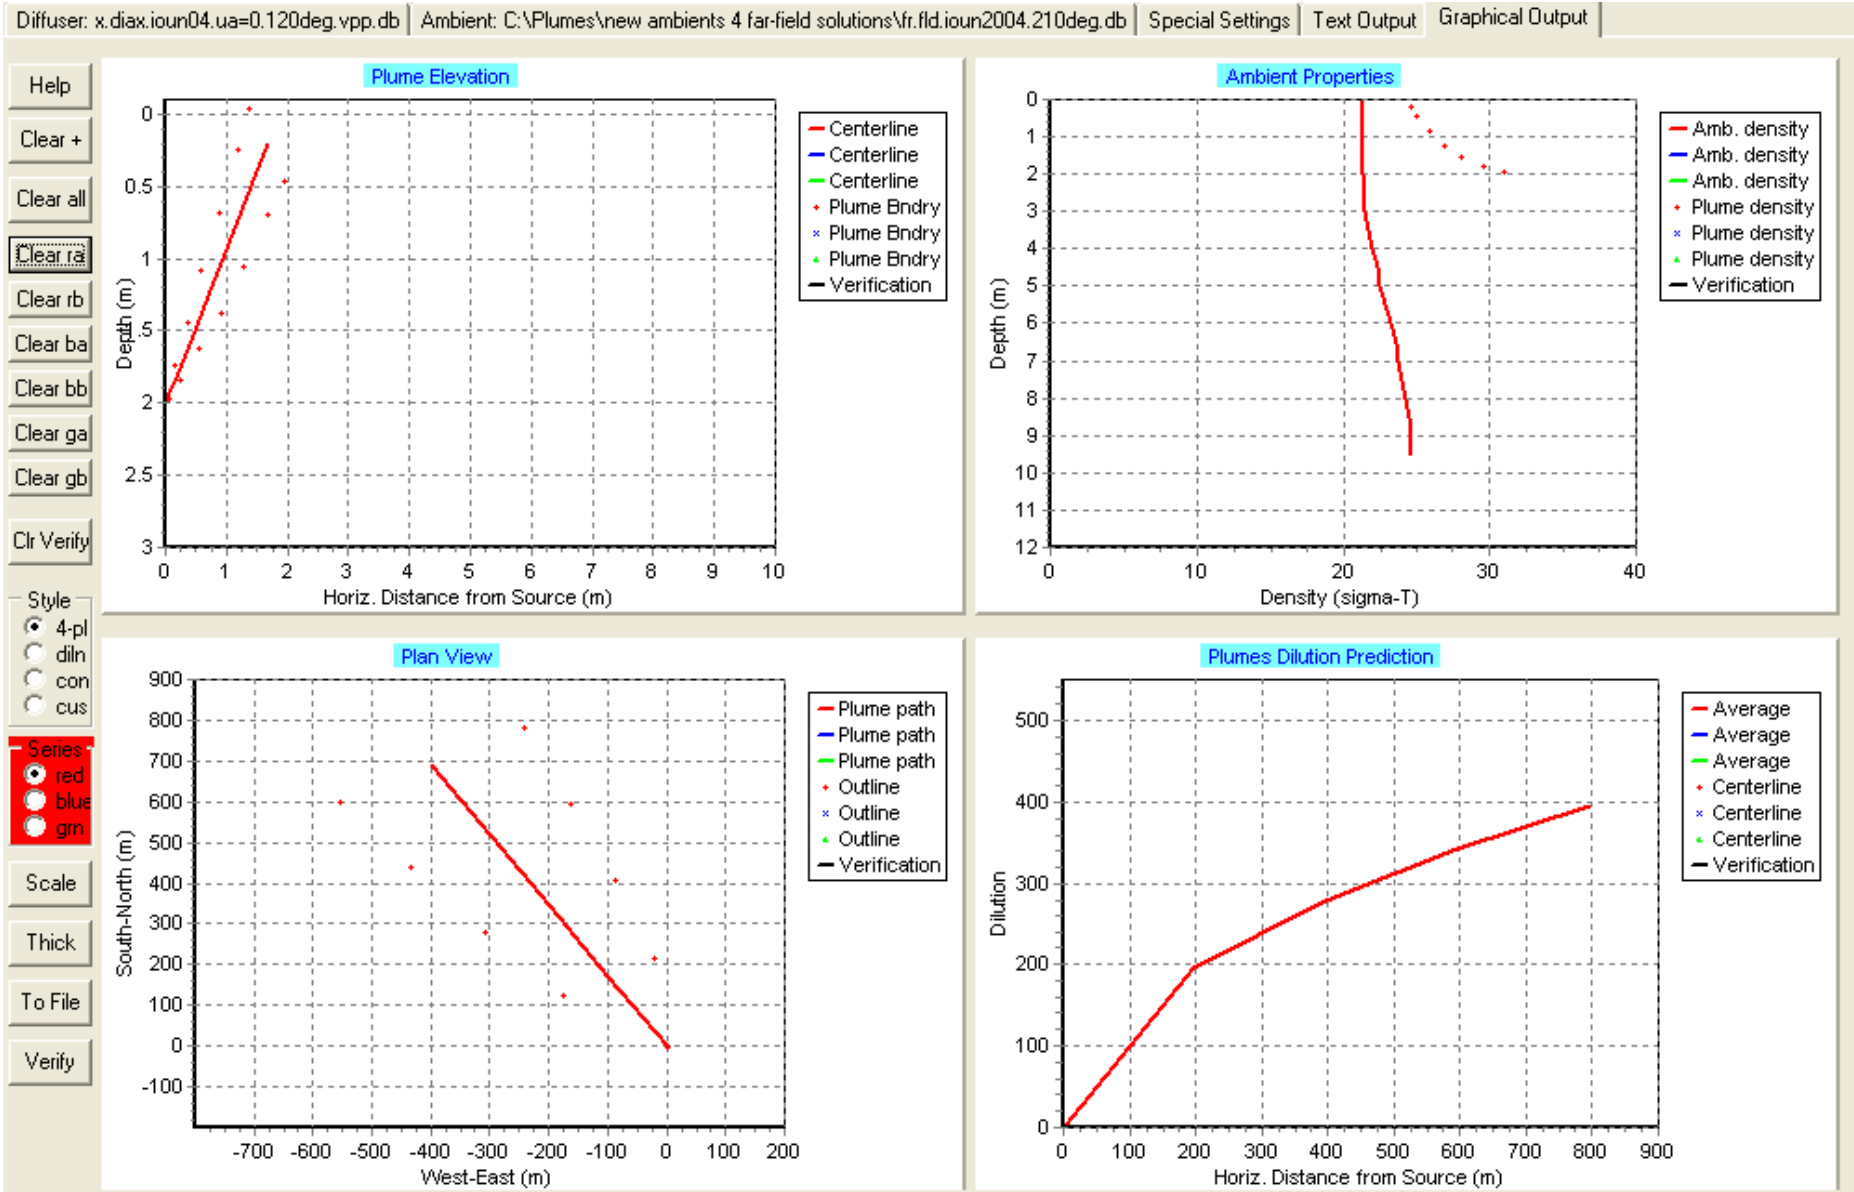 Diffuser: x.diax.ioun04.ua=0.120deg.vpp.db
Ambient: C:\Plumes\new ambients 4 far-field solutions\fr.fld.ioun2004.210deg.db
Special Settings
Text Output
Graphical Output
Help
Clear +
Clear all
Clear ra
Clear rb
Clear ba
Clear bb
Clear ga
Clear gb
Clr Verify
Style
4-pl
diln
con
cus
Series
red
blue
grn
Scale
Thick
To File
Verify
Plume Elevation
Depth (m)
0
0.5
1
1.5
2
2.5
3
0 1 2 3 4 5 6 7 8 9 10
Horiz. Distance from Source (m)
Centerline
Centerline
Centerline
Plume Bndry
Plume Bndry
Plume Bndry
Verification
Ambient Properties
Depth (m)
0
1
2
3
4
5
6
7
8
9
10
11
12
0 10 20 30 40
Density (sigma-T)
Amb. density
Amb. density
Amb. density
Plume density
Plume density
Plume density
Verification
Plan View
South-North (m)
900
800
700
600
500
400
300
200
100
0
-100
-700 -600 -500 -400 -300 -200 -100 0 100 200
West-East (m)
Plume path
Plume path
Plume path
Outline
Outline
Outline
Verification
Plumes Dilution Prediction
Dilution
500
400
300
200
100
0
0 100 200 300 400 500 600 700 800 900
Horiz. Distance from Source (m)
Average
Average
Average
Centerline
Centerline
Centerline
Verification